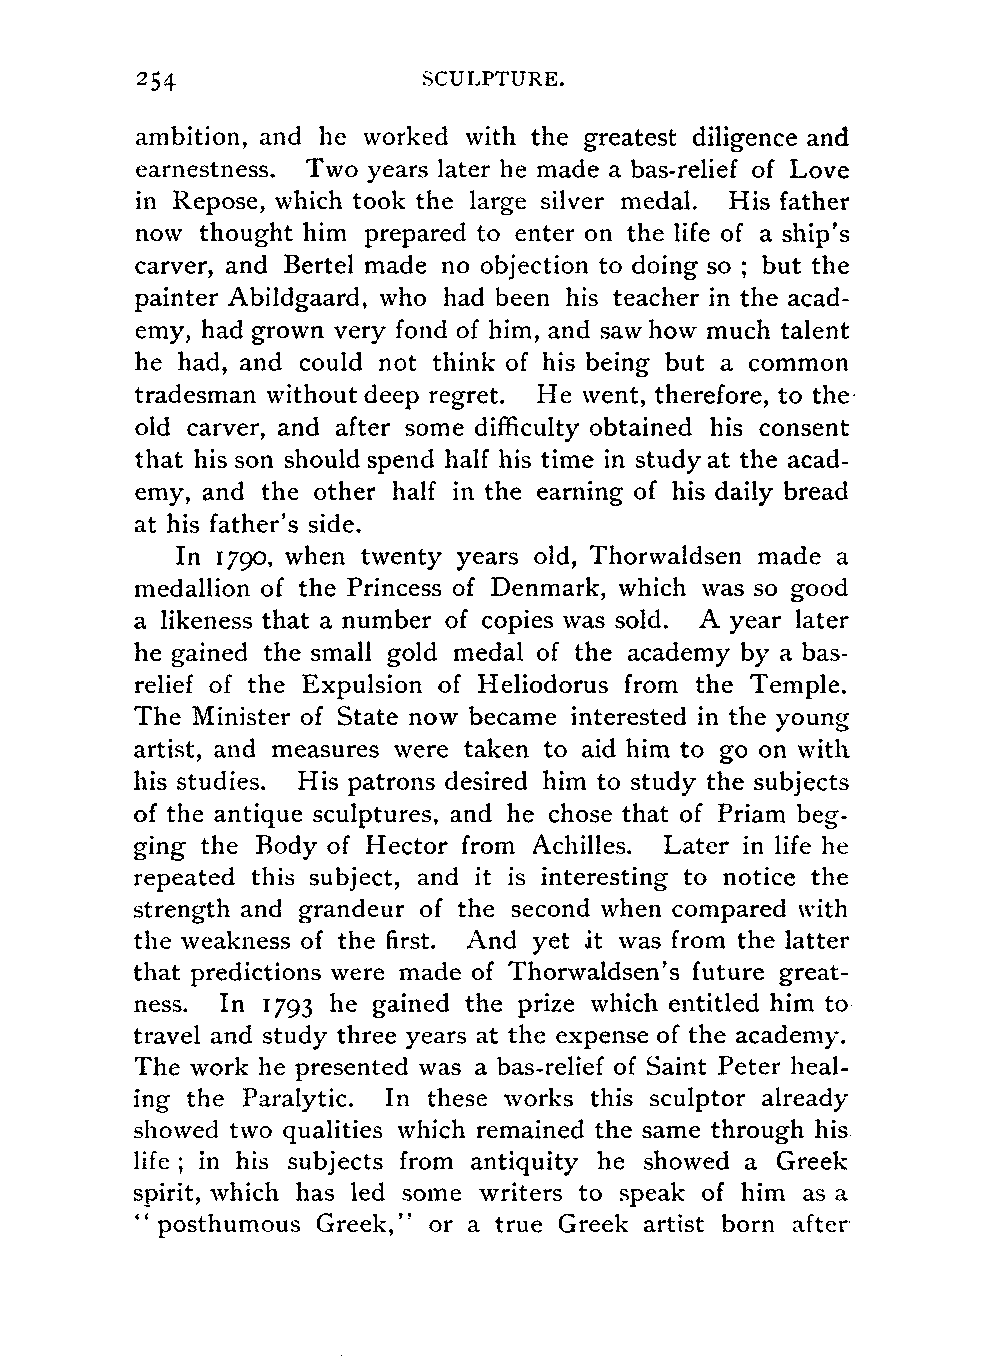 254 SCULPTURE.
ambition, and he worked with the greatest diligence and
earnestness. Two years later he made a bas-relief of Love
in Repose, which took the large silver medal. His father
now thought him prepared to enter on the life of a ship's
carver, and Bertel made no objection to doing so ; but the
painter Abildgaard, who had been his teacher in the acad-
emy, had grown very fond of him, and saw how much talent
he had, and could not think of his being but a common
tradesman without deep regret. He went, therefore, to the
old carver, and after some difficulty obtained his consent
that his son should spend half his time in study at the acad-
emy, and the other half in the earning of his daily bread
at his father's side.
In 1790, when twenty years old, Thorwaldsen made a
medallion of the Princess of Denmark, which was so good
a likeness that a number of copies was sold. A year later
he gained the small gold medal of the academy by a bas-
relief of the Expulsion of Heliodorus from the Temple.
The Minister of State now became interested in the young
artist, and measures were taken to aid him to go on with
his studies. His patrons desired him to study the subjects
of the antique sculptures, and he chose that of Priam beg-
ging the Body of Hector from Achilles. Later in life he
repeated this subject, and it is interesting to notice the
strength and grandeur of the second when compared with
the weakness of the first. And yet it was from the latter
that predictions were made of Thorwaldsen's future great-
ness. In 1793 he gained the prize which entitled him to
travel and study three years at the expense of the academy.
The work he presented was a bas-relief of Saint Peter heal-
ing the Paralytic. In these works this sculptor already
showed two qualities which remained the same through his
life ; in his subjects from antiquity he showed a Greek
spirit, which has led some writers to speak of him as a
“ posthumous Greek,” or a true Greek artist born after